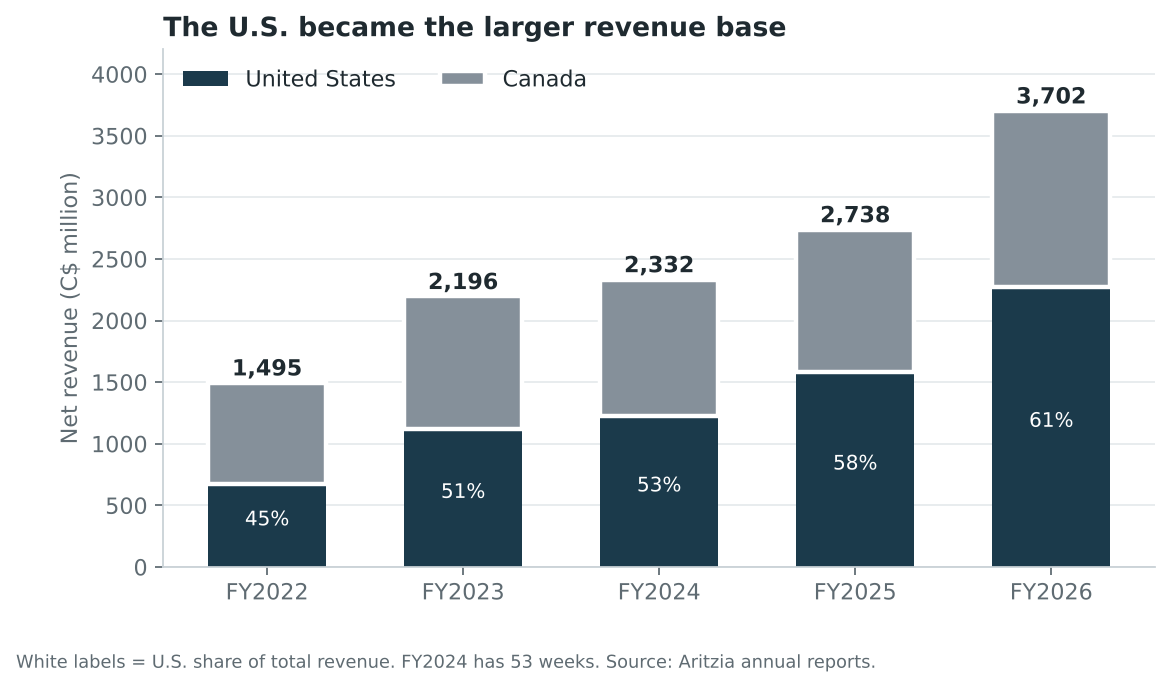 The U.S. became the larger revenue base
United States
Canada
Net revenue (C$ million)
4000
3500
3000
2500
2000
1500
1000
500
0
1,495
2,196
2,332
2,738
3,702
45%
51%
53%
58%
61%
FY2022
FY2023
FY2024
FY2025
FY2026
White labels = U.S. share of total revenue. FY2024 has 53 weeks. Source: Aritzia annual reports.